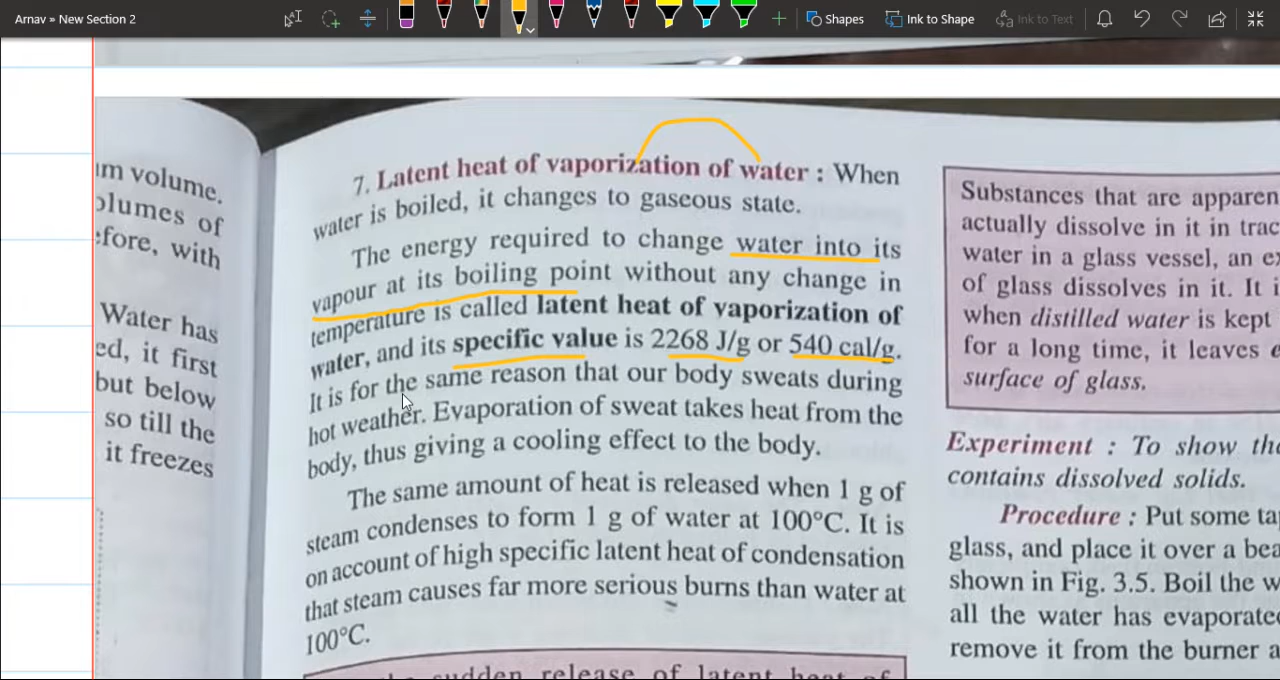 Arnav » New Section 2
Shapes
Ink to Shape
Ink to Text
um volume.
olumes of
efore, with
Water has
ed, it first
but below
so till the
it freezes
7. Latent heat of vaporization of water : When
water is boiled, it changes to gaseous state.
The energy required to change water into its
vapour at its boiling point without any change in
temperature is called latent heat of vaporization of
water, and its specific value is 2268 J/g or 540 cal/g.
It is for the same reason that our body sweats during
hot weather. Evaporation of sweat takes heat from the
body, thus giving a cooling effect to the body.
The same amount of heat is released when 1 g of
steam condenses to form 1 g of water at 100°C. It is
on account of high specific latent heat of condensation
that steam causes far more serious burns than water at
100°C.
sudden release of latent heat of
Substances that are apparen
actually dissolve in it in trac
water in a glass vessel, an ex
of glass dissolves in it. It i
when distilled water is kept
for a long time, it leaves e
surface of glass.
Experiment : To show the
contains dissolved solids.
Procedure : Put some ta
glass, and place it over a bea
shown in Fig. 3.5. Boil the w
all the water has evaporate
remove it from the burner a